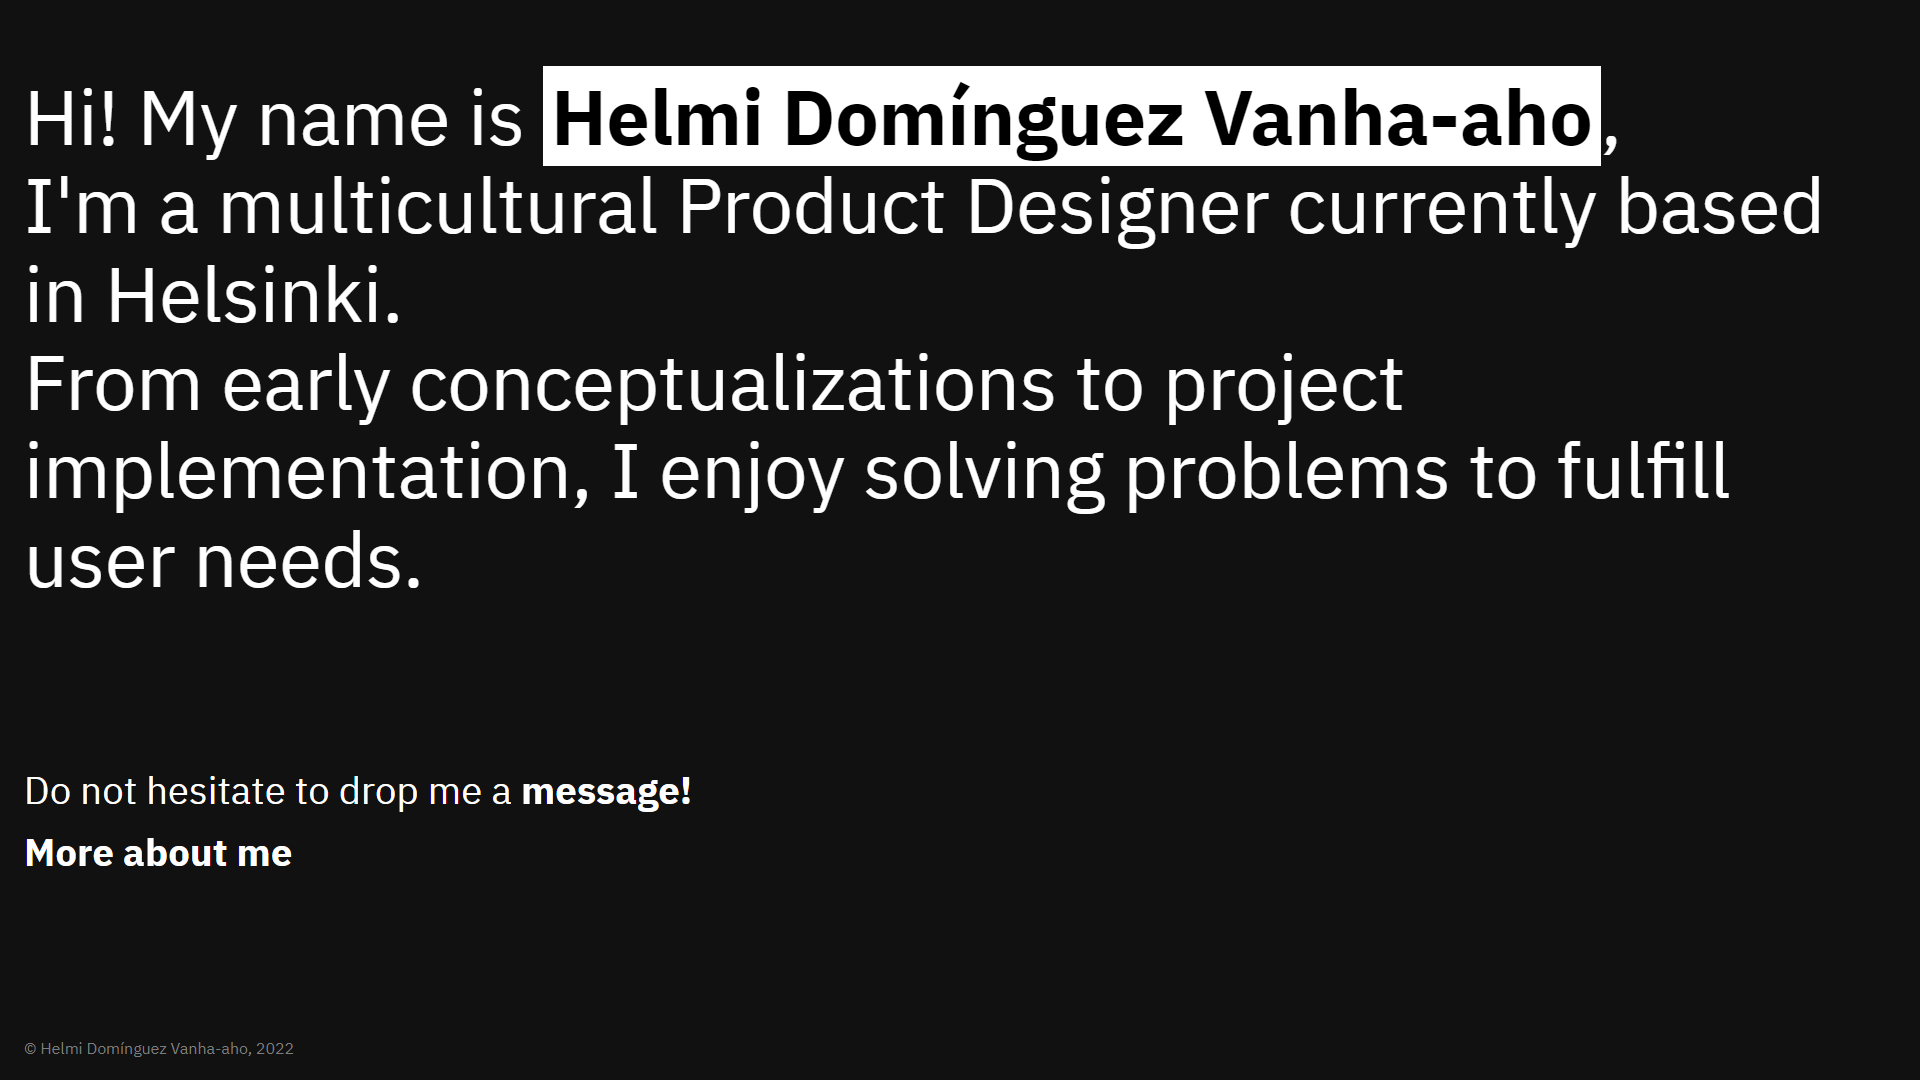 Hi! My name is Helmi Domínguez Vanha-aho,
I'm a multicultural Product Designer currently based
in Helsinki.
From early conceptualizations to project
implementation, I enjoy solving problems to fulfill
user needs.
Do not hesitate to drop me a message!
More about me
© Helmi Domínguez Vanha-aho, 2022